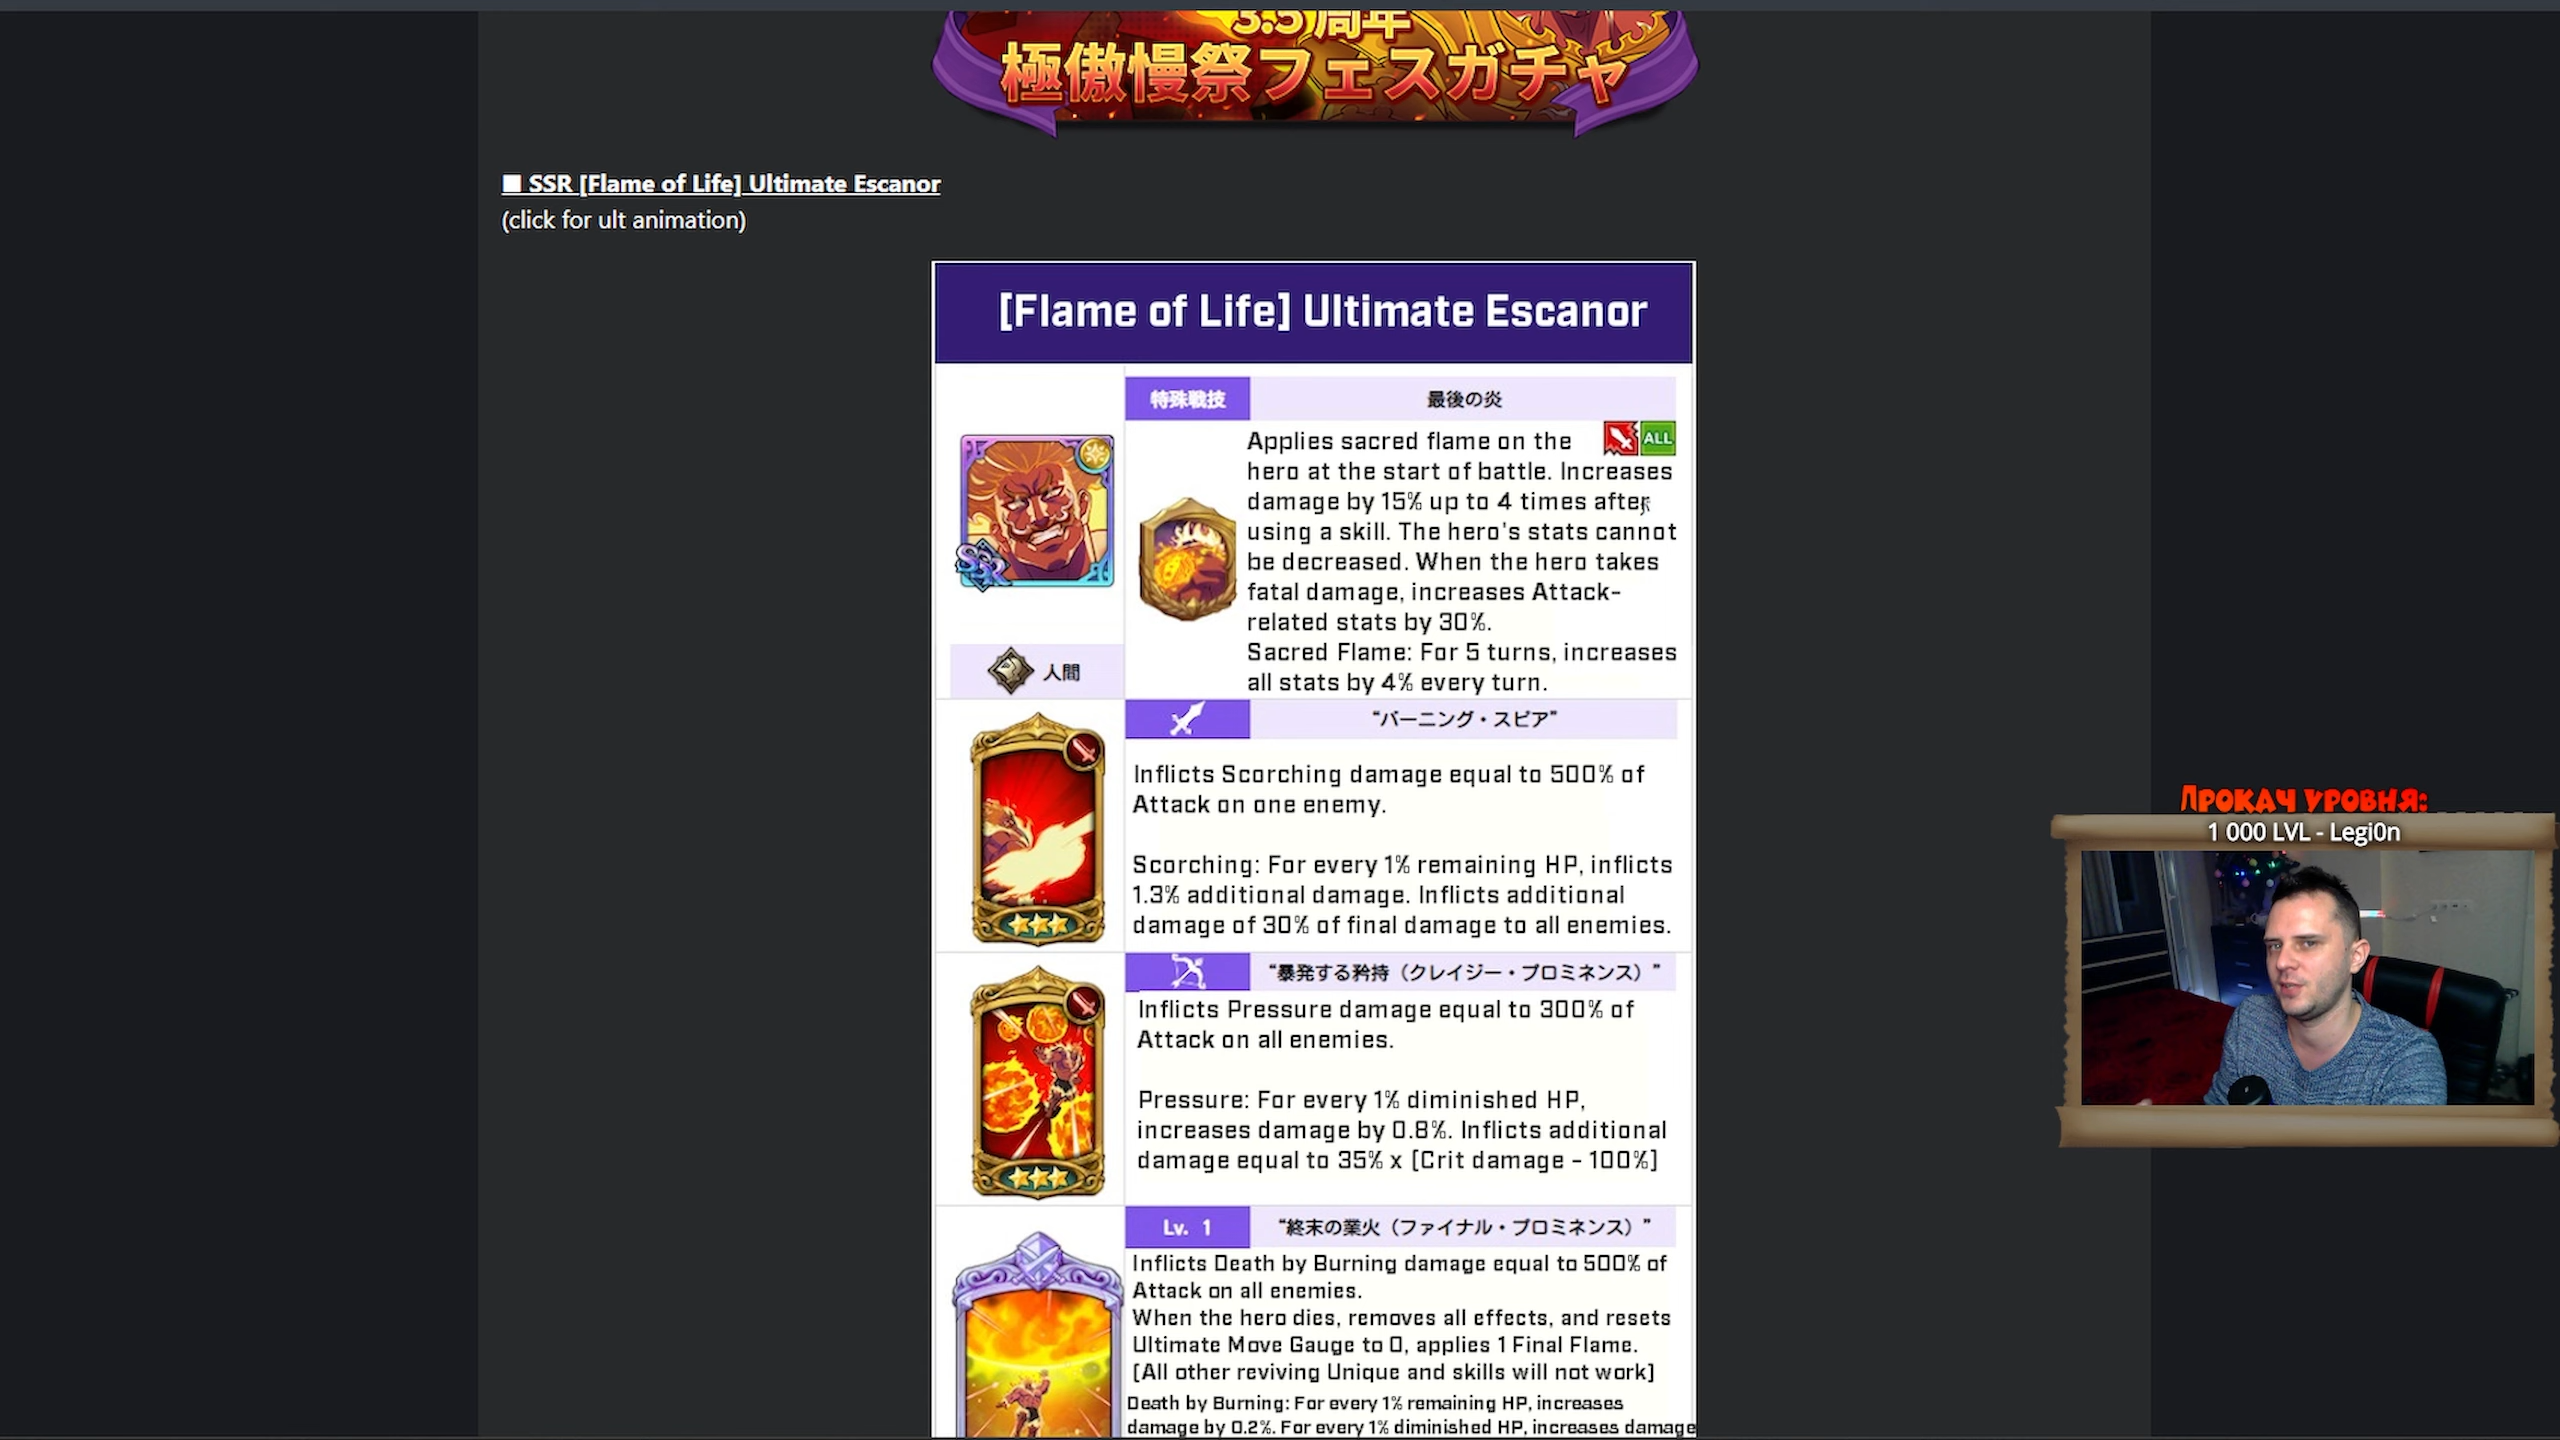 3.5周年
極傲慢祭フェスガチャ
■ SSR [Flame of Life] Ultimate Escanor
(click for ult animation)
[Flame of Life] Ultimate Escanor
特殊戦技
最後の炎
ALL
Applies sacred flame on the
hero at the start of battle. Increases
damage by 15% up to 4 times after
using a skill. The hero's stats cannot
be decreased. When the hero takes
fatal damage, increases Attack-
related stats by 30%.
Sacred Flame: For 5 turns, increases
all stats by 4% every turn.
SSR
人間
“バーニング・スピア”
Inflicts Scorching damage equal to 500% of
Attack on one enemy.
Scorching: For every 1% remaining HP, inflicts
1.3% additional damage. Inflicts additional
damage of 30% of final damage to all enemies.
“暴発する矜持（クレイジー・プロミネンス）”
Inflicts Pressure damage equal to 300% of
Attack on all enemies.
Pressure: For every 1% diminished HP,
increases damage by 0.8%. Inflicts additional
damage equal to 35% x [Crit damage - 100%]
Lv. 1
“終末の業火（ファイナル・プロミネンス）”
Inflicts Death by Burning damage equal to 500% of
Attack on all enemies.
When the hero dies, removes all effects, and resets
Ultimate Move Gauge to 0, applies 1 Final Flame.
[All other reviving Unique and skills will not work]
Death by Burning: For every 1% remaining HP, increases
damage by 0.2%. For every 1% diminished HP, increases damage
Прокач уровня:
1 000 LVL - Legi0n